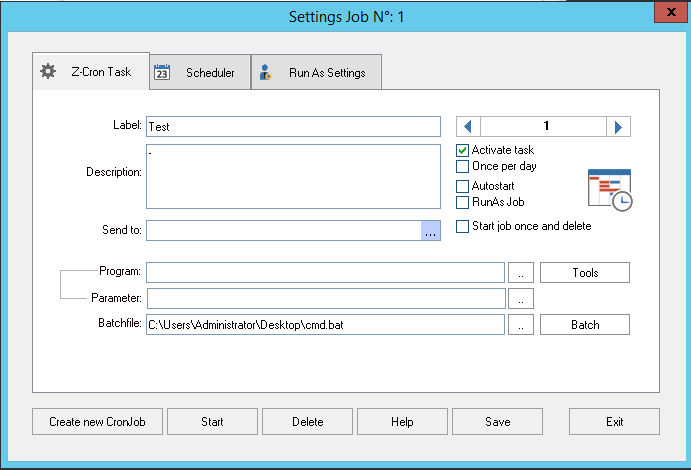 Settings Job N°: 1
x
Z-Cron Task
23
Scheduler
Run As Settings
Label:
Test
1
Description:
-
Activate task
Once per day
Autostart
RunAs Job
Send to:
...
Start job once and delete
Program:
..
Tools
Parameter:
..
Batchfile:
C:\Users\Administrator\Desktop\cmd.bat
..
Batch
Create new CronJob
Start
Delete
Help
Save
Exit